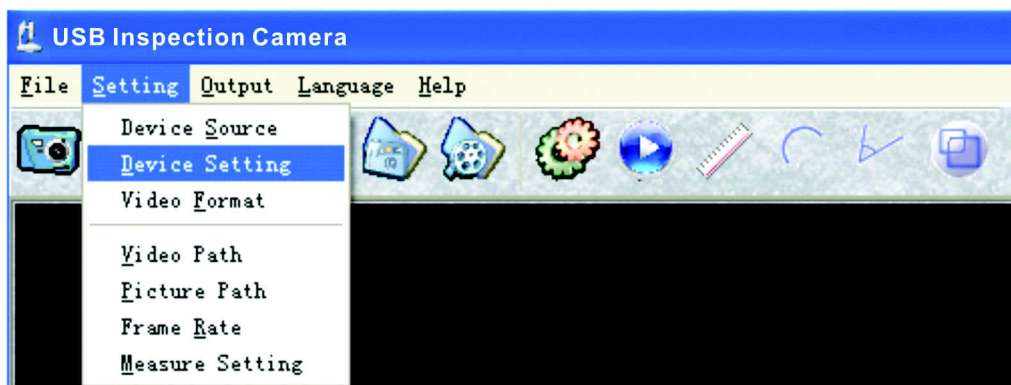 USB Inspection Camera
File Setting Output Language Help
Device Source
Device Setting
Video Format
Video Path
Picture Path
Frame Rate
Measure Setting